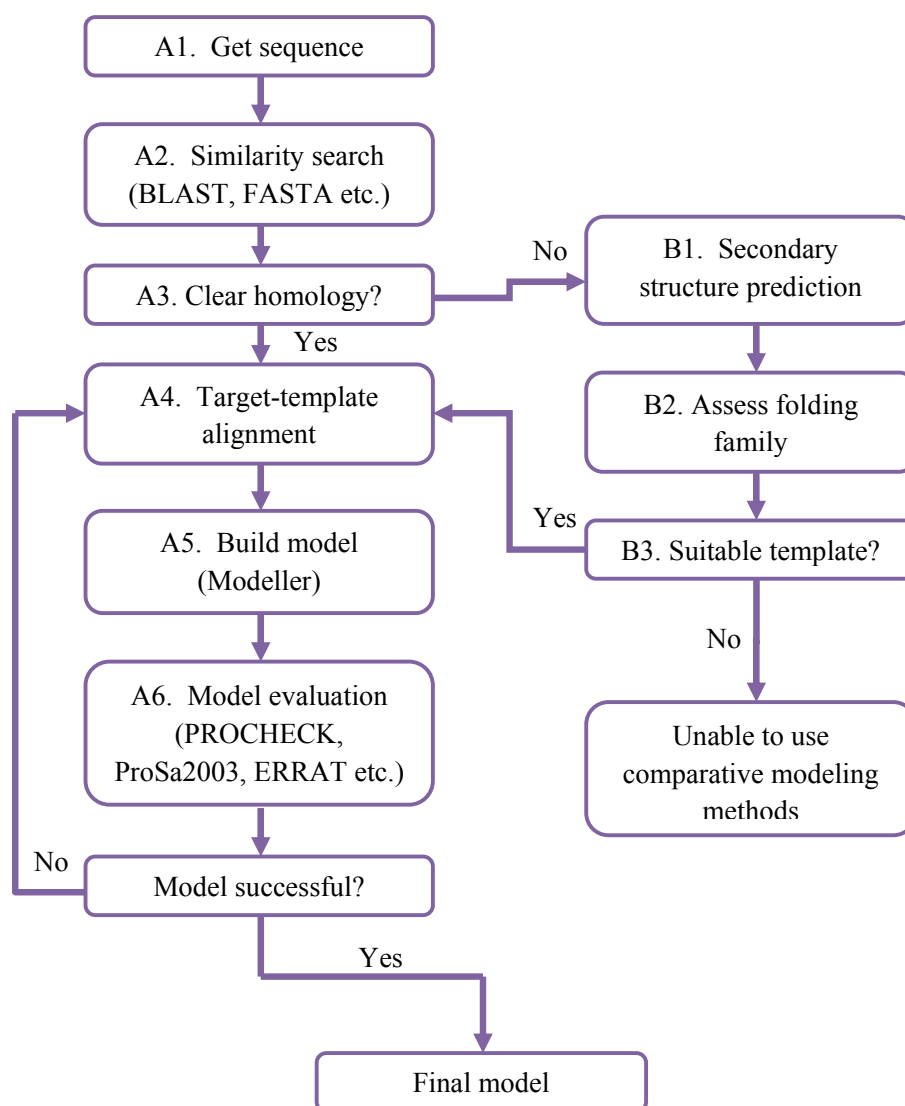 A1. Get sequence
A2. Similarity search
(BLAST, FASTA etc.)
A3. Clear homology?
No
Yes
B1. Secondary
structure prediction
B2. Assess folding
family
B3. Suitable template?
Yes
No
Unable to use
comparative modeling
methods
A4. Target-template
alignment
A5. Build model
(Modeller)
A6. Model evaluation
(PROCHECK,
ProSa2003, ERRAT etc.)
Model successful?
No
Yes
Final model